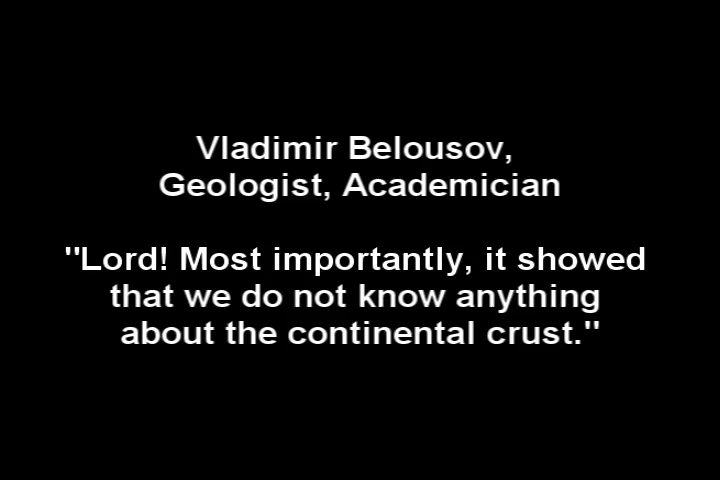 Vladimir Belousov,
Geologist, Academician
"Lord! Most importantly, it showed
that we do not know anything
about the continental crust."